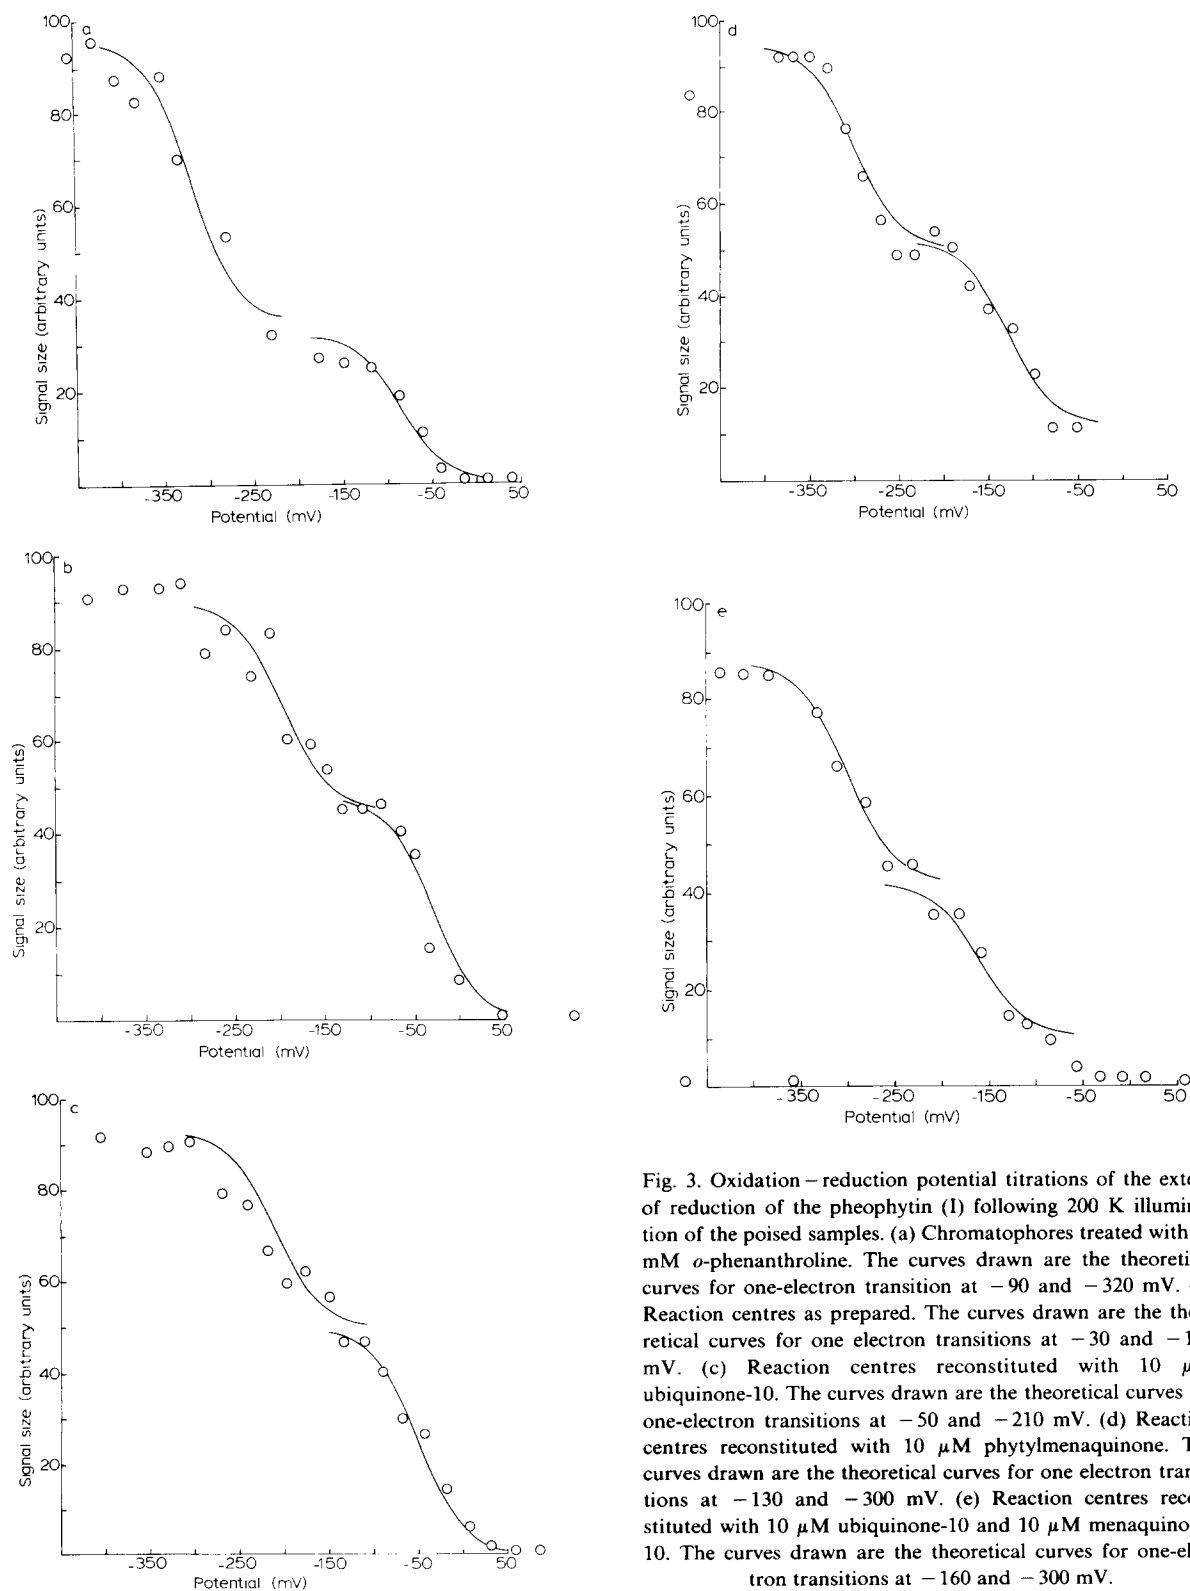 a
100
80
60
40
20
Signal size (arbitrary units)
-350 -250 -150 -50 50
Potential (mV)
b
100
80
60
40
20
Signal size (arbitrary units)
-350 -250 -150 -50 50
Potential (mV)
c
100
80
60
40
20
Signal size (arbitrary units)
-350 -250 -150 -50 50
Potential (mV)
d
100
80
60
40
20
Signal size (arbitrary units)
-350 -250 -150 -50 50
Potential (mV)
e
100
80
60
40
20
Signal size (arbitrary units)
-350 -250 -150 -50 50
Potential (mV)
Fig. 3. Oxidation–reduction potential titrations of the exte
of reduction of the pheophytin (I) following 200 K illumin
tion of the poised samples. (a) Chromatophores treated with
mM o-phenanthroline. The curves drawn are the theoreti
curves for one-electron transition at −90 and −320 mV.
Reaction centres as prepared. The curves drawn are the the
retical curves for one electron transitions at −30 and −1
mV. (c) Reaction centres reconstituted with 10 μ
ubiquinone-10. The curves drawn are the theoretical curves
one-electron transitions at −50 and −210 mV. (d) Reacti
centres reconstituted with 10 μM phytylmenaquinone. T
curves drawn are the theoretical curves for one electron tran
tions at −130 and −300 mV. (e) Reaction centres reco
stituted with 10 μM ubiquinone-10 and 10 μM menaquino
10. The curves drawn are the theoretical curves for one-el
tron transitions at −160 and −300 mV.